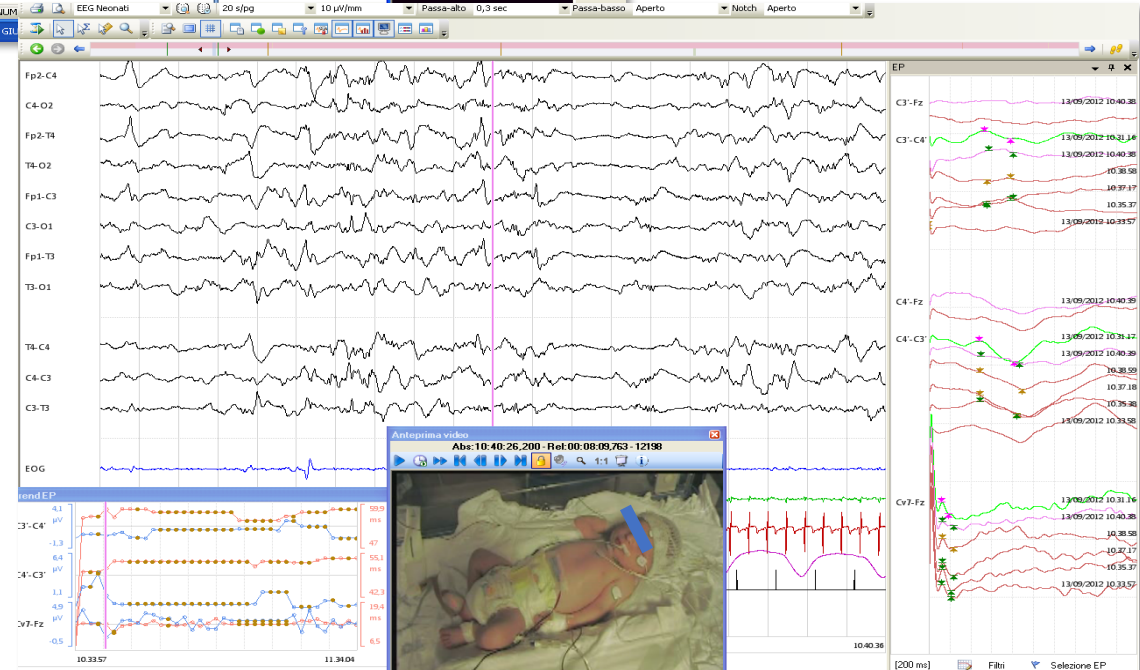 NUM
EEG Neonati 20 s/pg 10 µV/mm Passa-alto 0,3 sec Passa-basso Aperto Notch Aperto
GIU
EP
Fp2-C4
C4-O2
Fp2-T4
T4-O2
Fp1-C3
C3-O1
Fp1-T3
T3-O1
T4-C4
C4-C3
C3-T3
EOG
C3'-Fz 13/09/2012 10.40.38
C3'-C4' 13/09/2012 10.31.16
13/09/2012 10.40.38
10.38.58
10.37.17
10.35.37
13/09/2012 10.33.57
C4'-Fz 13/09/2012 10.40.39
C4'-C3' 13/09/2012 10.31.17
13/09/2012 10.40.39
10.38.59
10.37.18
10.35.38
13/09/2012 10.33.58
Cv7-Fz 13/09/2012 10.31.16
13/09/2012 10.40.38
10.38.58
10.37.17
10.35.37
13/09/2012 10.33.57
[200 ms] Filtri Selezione EP
Anteprima video
Abs:10:40:26,200 - Rel:00:08:09,763 - 12198
1:1
10.40.36
rend EP
4,1 59,9
C3'-C4' µV ms
-1,3 47
6,4 55,1
C4'-C3' µV ms
1,1 42,3
4,9 19,4
Cv7-Fz µV ms
-0,5 6,5
10.33.57 11.34.04